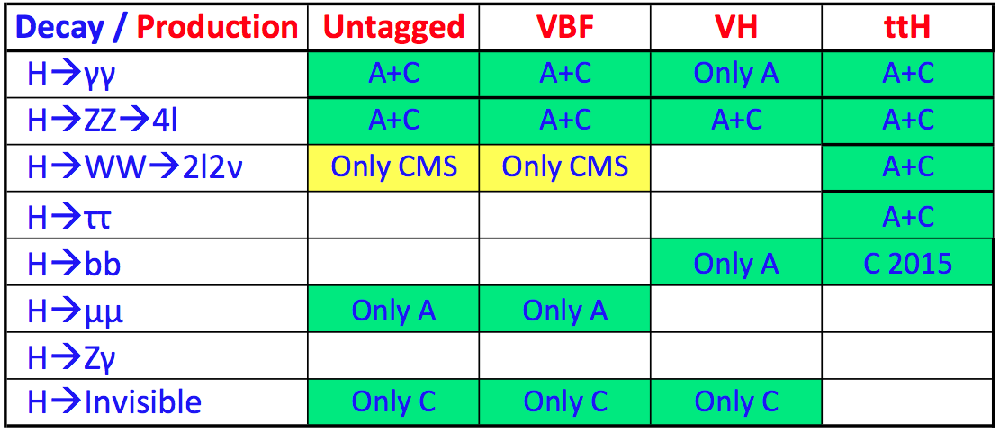 Decay / Production Untagged VBF VH ttH
H→γγ A+C A+C Only A A+C
H→ZZ→4l A+C A+C A+C A+C
H→WW→2l2ν Only CMS Only CMS A+C
H→ττ A+C
H→bb Only A C 2015
H→μμ Only A Only A
H→Zγ
H→Invisible Only C Only C Only C